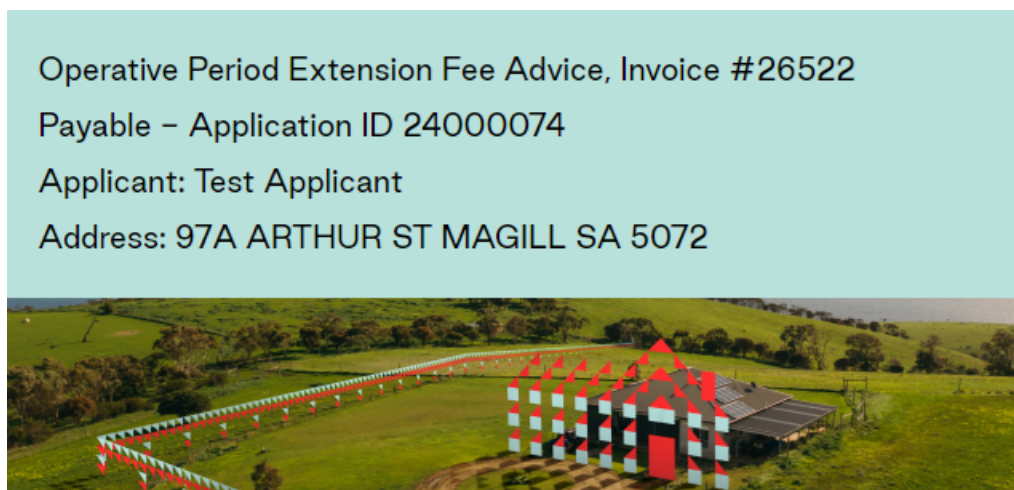 Operative Period Extension Fee Advice, Invoice #26522
Payable – Application ID 24000074
Applicant: Test Applicant
Address: 97A ARTHUR ST MAGILL SA 5072